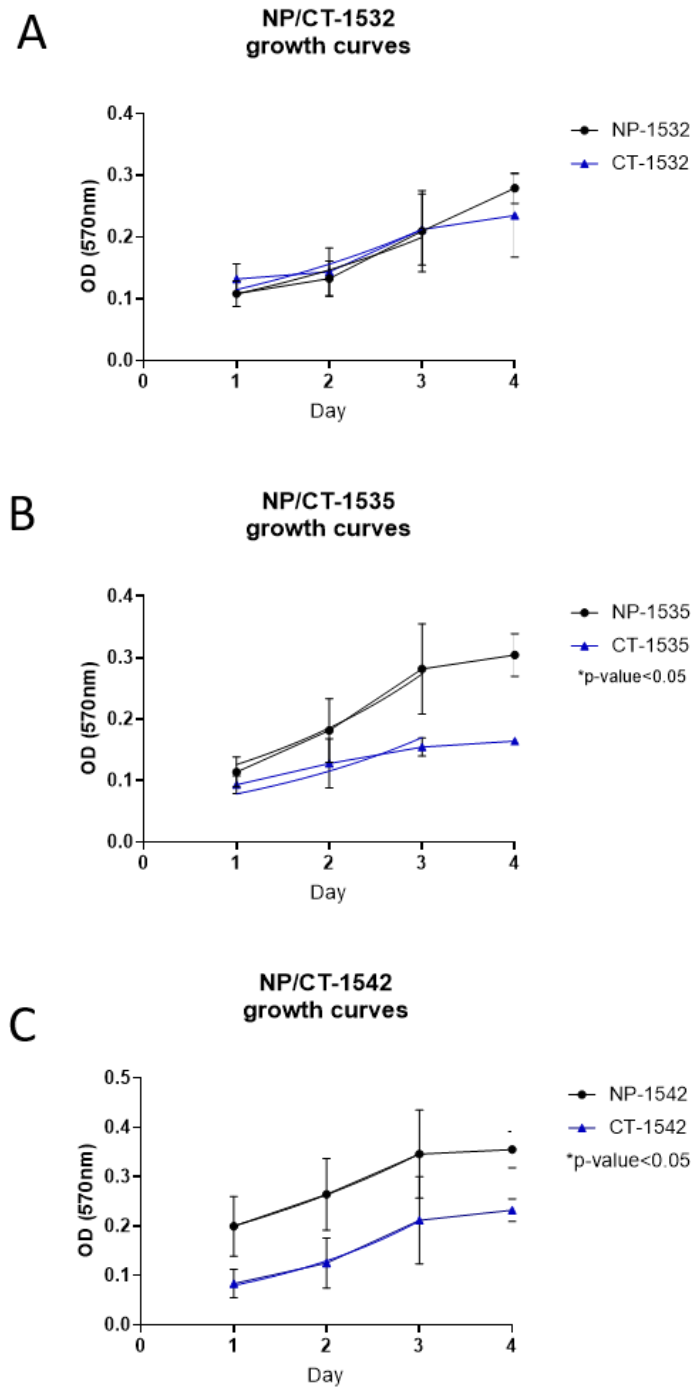 A
NP/CT-1532
growth curves
0.4
0.3
0.2
0.1
0.0
OD (570nm)
0
1
2
3
4
Day
NP-1532
CT-1532
B
NP/CT-1535
growth curves
0.4
0.3
0.2
0.1
0.0
OD (570nm)
0
1
2
3
4
Day
NP-1535
CT-1535
*p-value<0.05
C
NP/CT-1542
growth curves
0.5
0.4
0.3
0.2
0.1
0.0
OD (570nm)
0
1
2
3
4
Day
NP-1542
CT-1542
*p-value<0.05